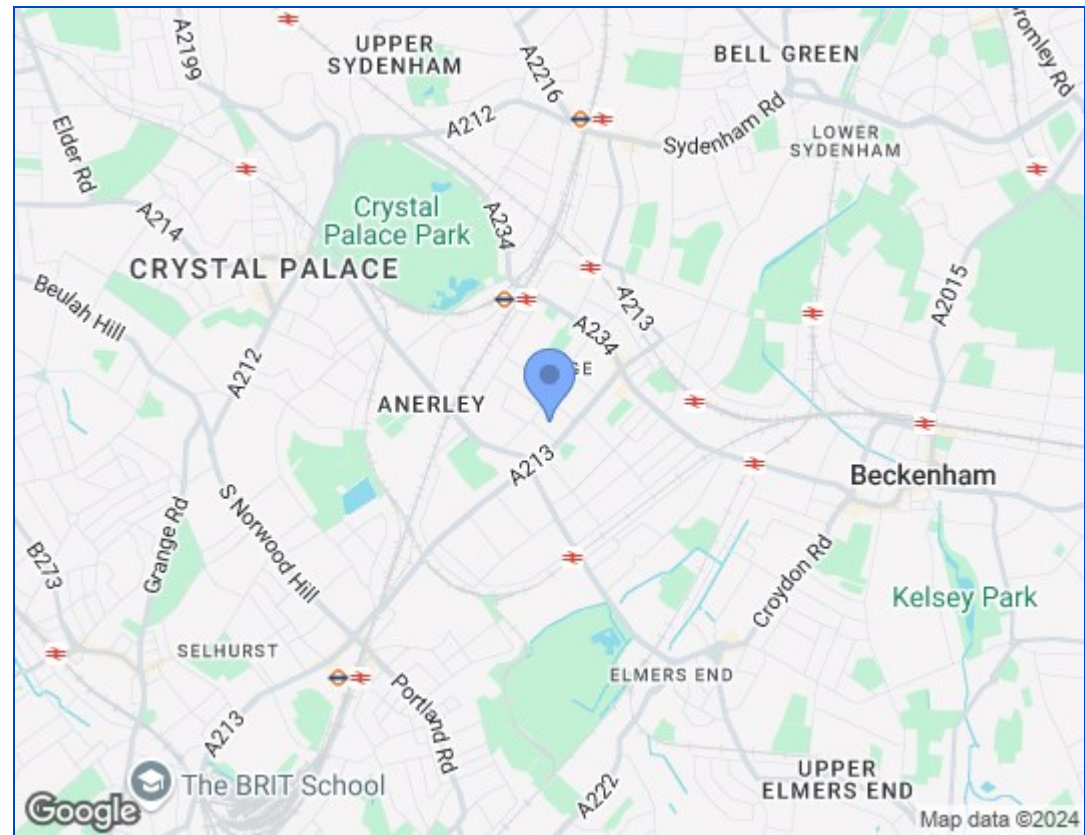 A2199
UPPER
SYDENHAM
A2216
BELL GREEN
Bromley Rd
A212
Sydenham Rd
LOWER
SYDENHAM
Elder Rd
A214
Crystal
Palace Park
A234
CRYSTAL PALACE
Beulah Hill
A213
A2015
A234
A212
GE
ANERLEY
A213
Beckenham
Grange Rd
S Norwood Hill
B273
Croydon Rd
Kelsey Park
SELHURST
ELMERS END
Portland Rd
A213
The BRIT School
A222
UPPER
ELMERS END
Google
Map data ©2024